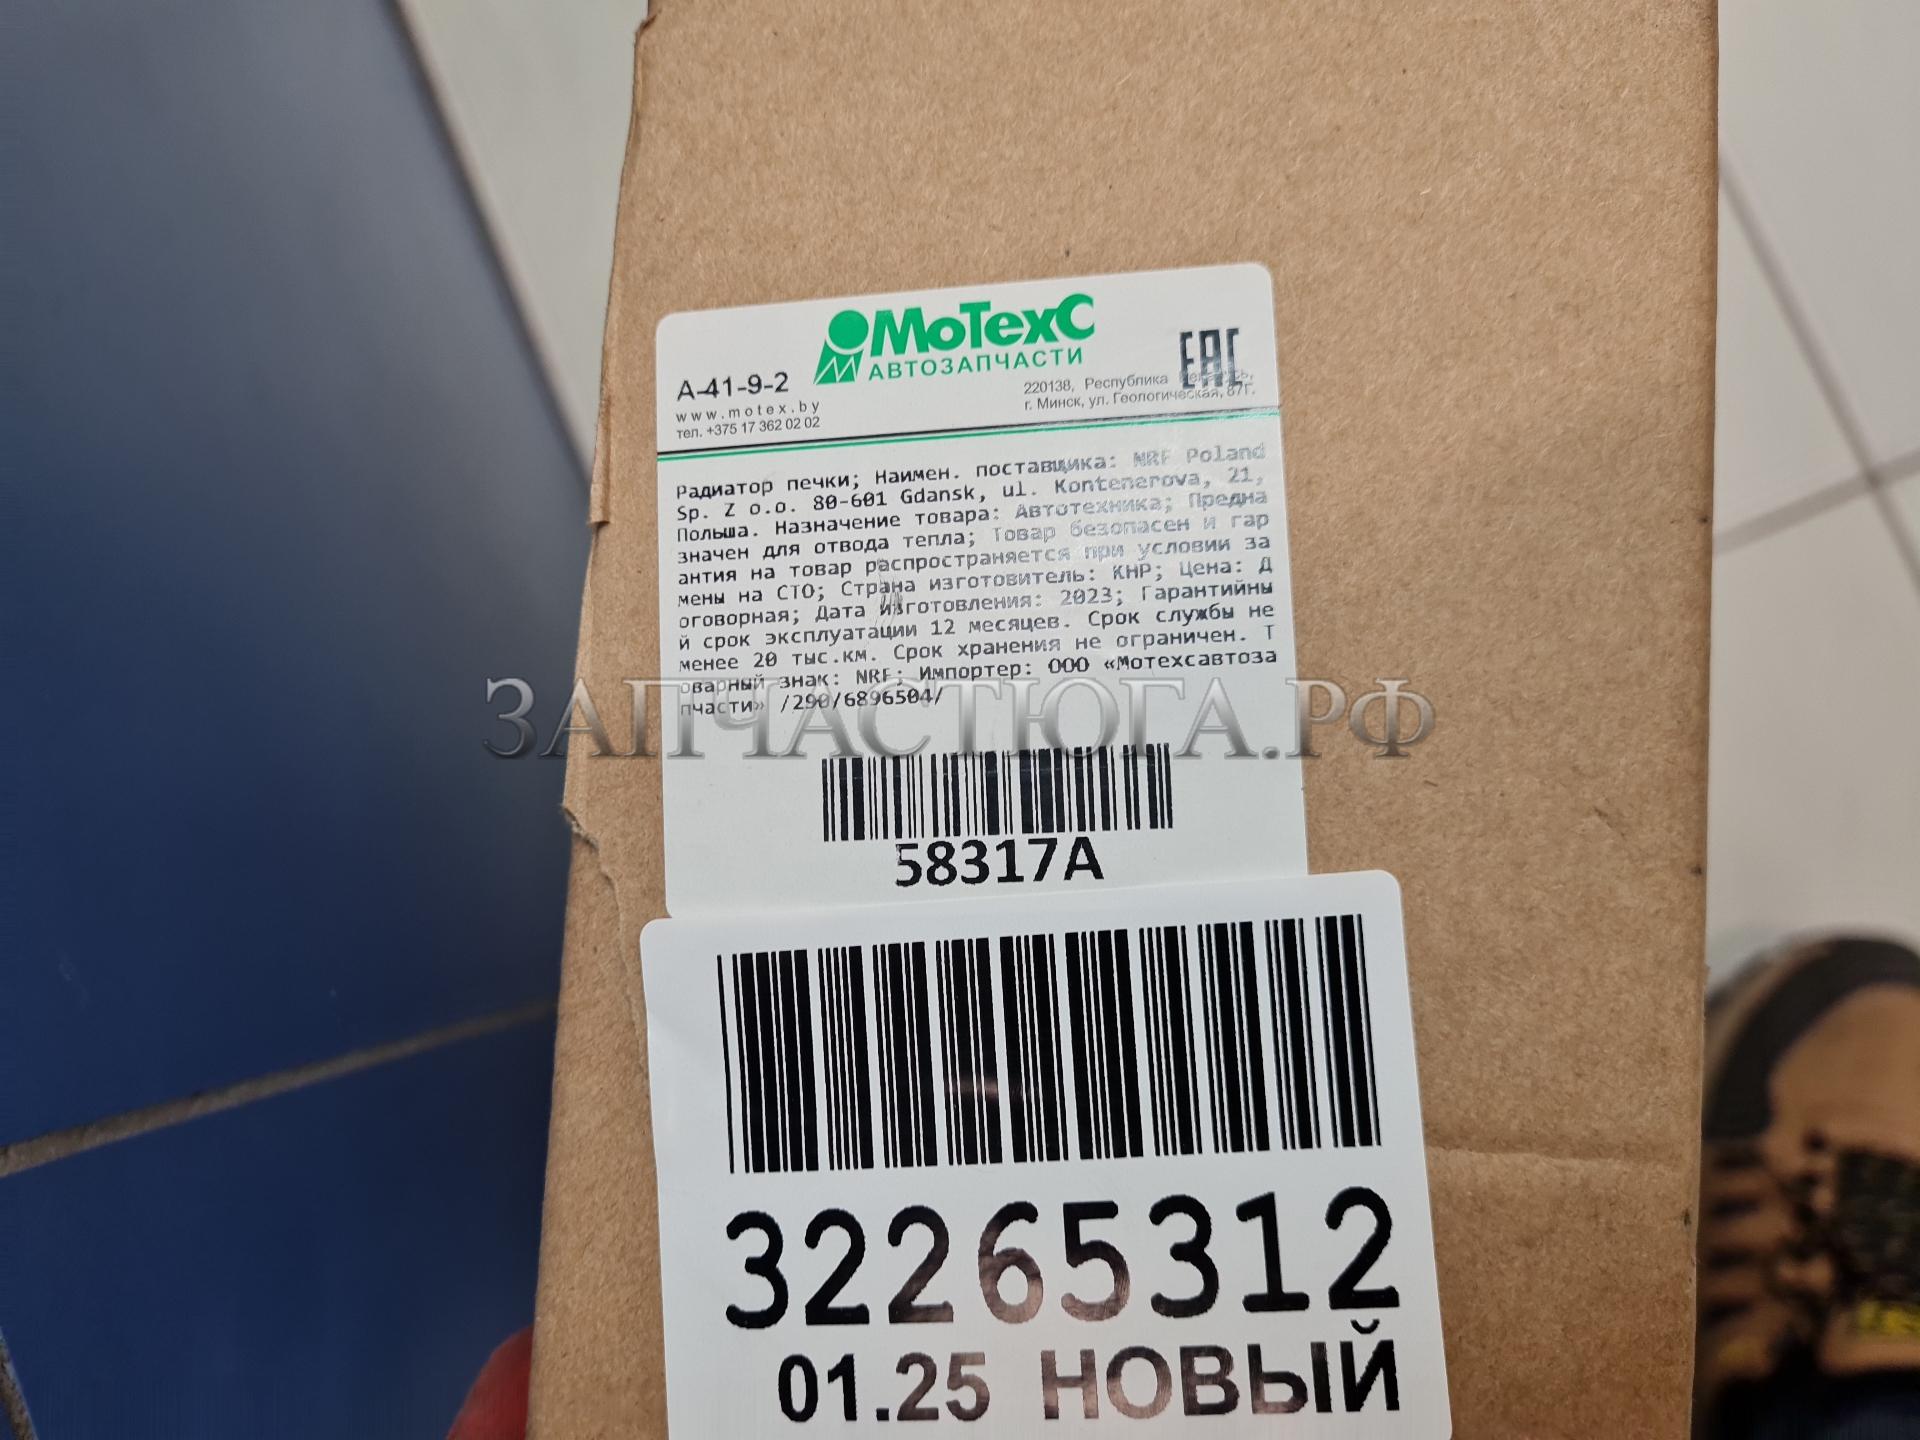 МоТехС
АВТОЗАПЧАСТИ
EAC
А-41-9-2
www.motex.by
тел. +375 17 362 02 02
220138, Республика Беларусь,
г. Минск, ул. Геологическая, 87Г.
Радиатор печки; Наимен. поставщика: NRF Poland
Sp. Z o.o. 80-601 Gdansk, ul. Kontenerova, 21,
Польша. Назначение товара: Автотехника; Предна
значен для отвода тепла; Товар безопасен и гар
антия на товар распространяется при условии за
мены на СТО; Страна изготовитель: КНР; Цена: Д
оговорная; Дата изготовления: 2023; Гарантийны
й срок эксплуатации 12 месяцев. Срок службы не
менее 20 тыс.км. Срок хранения не ограничен. Т
оварный знак: NRF; Импортер: ООО «Мотехсавтоза
пчасти» /290/6896504/
ЗАПЧАСТЮГА.РФ
58317A
32265312
01.25 НОВЫЙ